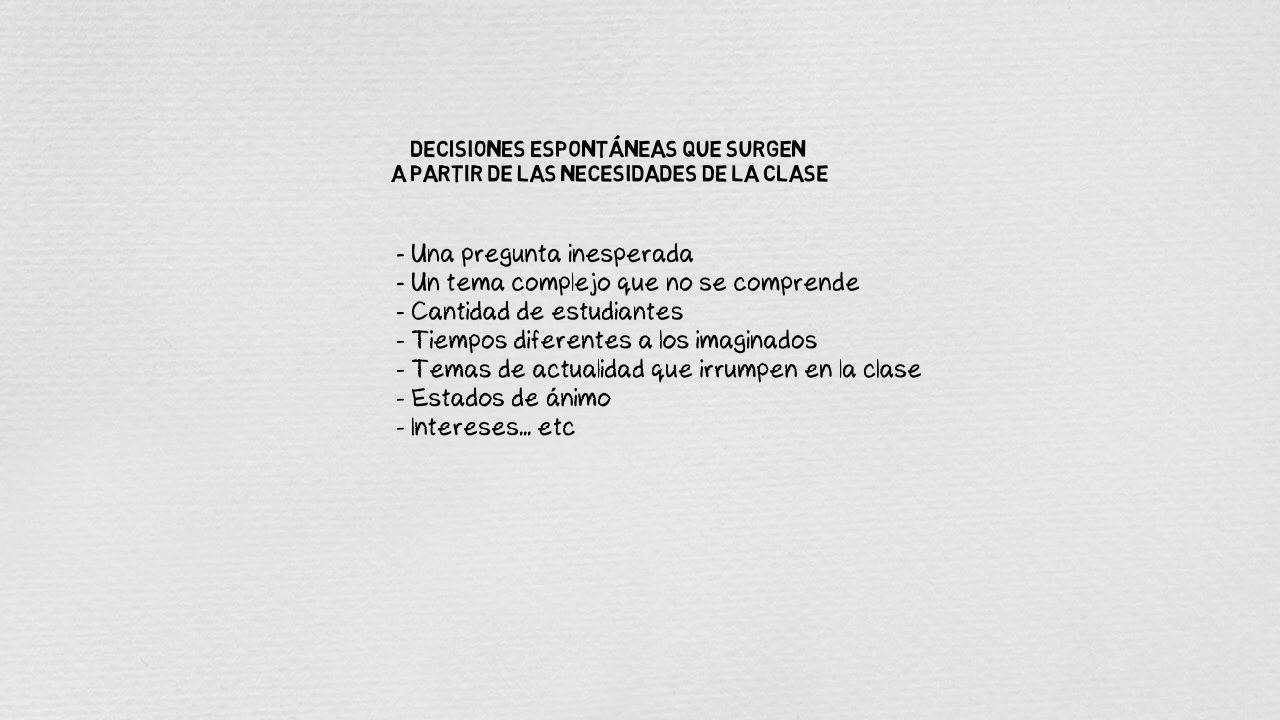 DECISIONES ESPONTÁNEAS QUE SURGEN
A PARTIR DE LAS NECESIDADES DE LA CLASE
- Una pregunta inesperada
- Un tema complejo que no se comprende
- Cantidad de estudiantes
- Tiempos diferentes a los imaginados
- Temas de actualidad que irrumpen en la clase
- Estados de ánimo
- Intereses... etc